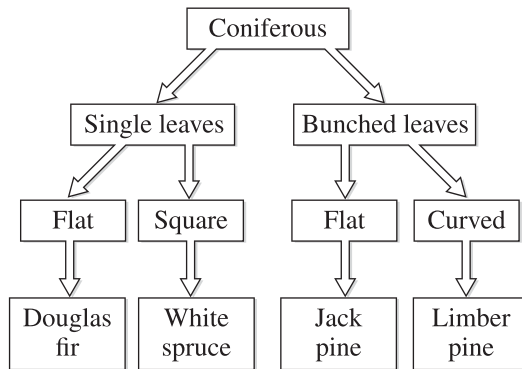 Coniferous
Single leaves
Bunched leaves
Flat
Square
Flat
Curved
Douglas
fir
White
spruce
Jack
pine
Limber
pine